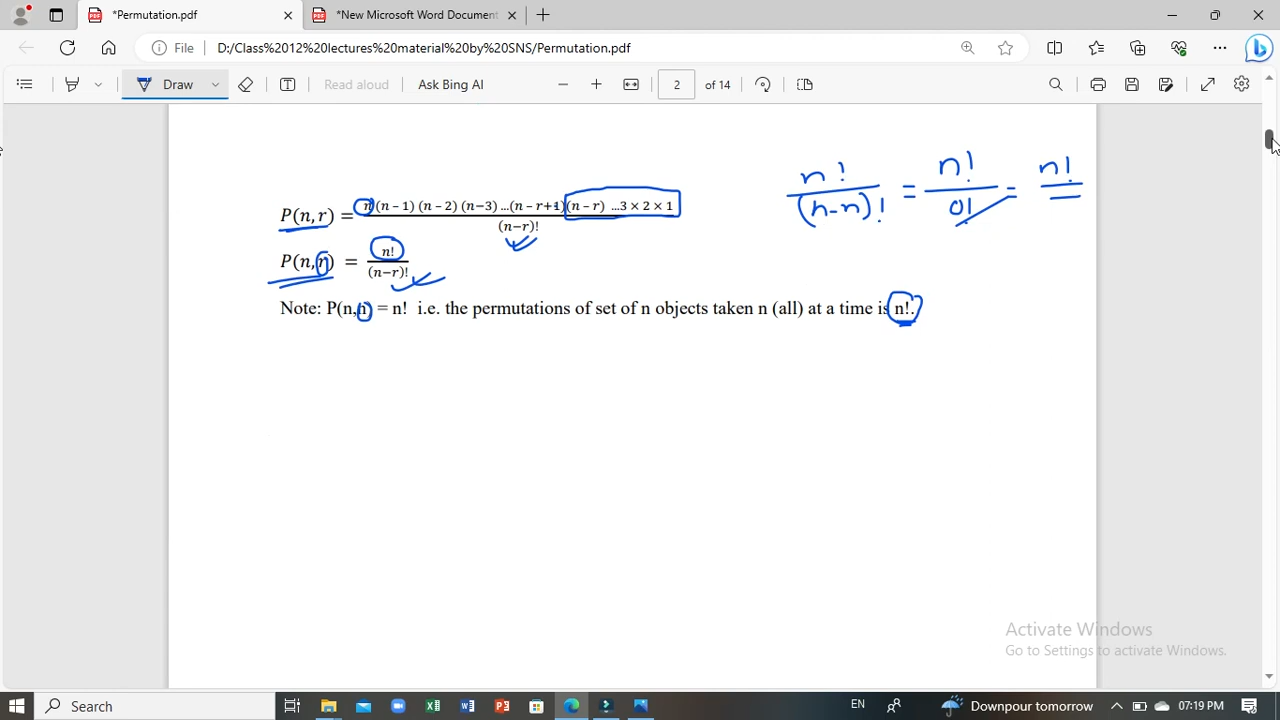 *Permutation.pdf
*New Microsoft Word Document
File D:/Class%2012%20lectures%20material%20by%20SNS/Permutation.pdf
Draw Read aloud Ask Bing AI 2 of 14
n! / (n-n)! = n! / 0! = n!
P(n,r) = n(n−1) (n−2) (n−3) …(n−r+1)(n−r) …3 × 2 × 1 / (n−r)!
P(n,r) = n! / (n−r)!
Note: P(n,n) = n! i.e. the permutations of set of n objects taken n (all) at a time is n!.
Activate Windows
Go to Settings to activate Windows.
Search EN Downpour tomorrow 07:19 PM